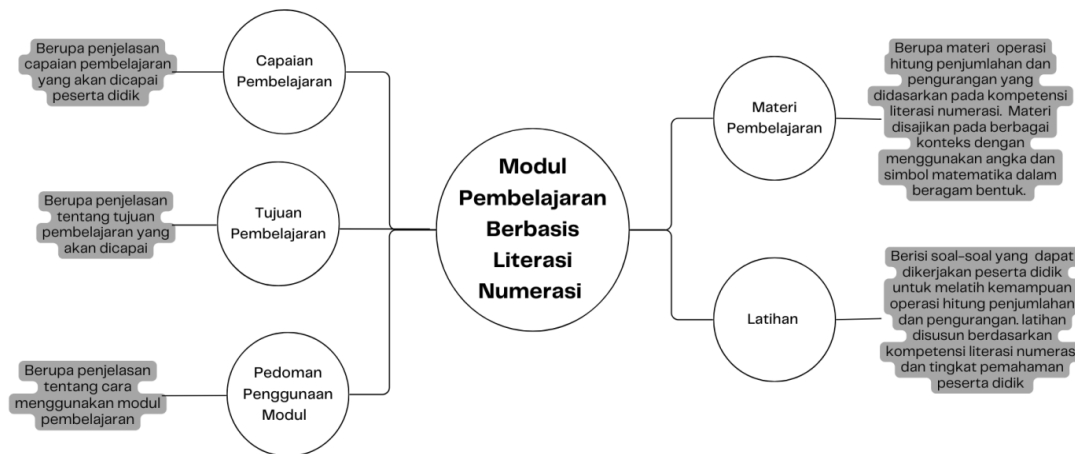 Berupa penjelasan
capaian pembelajaran
yang akan dicapai
peserta didik
Capaian
Pembelajaran
Berupa penjelasan
tentang tujuan
pembelajaran yang
akan dicapai
Tujuan
Pembelajaran
Berupa penjelasan
tentang cara
menggunakan modul
pembelajaran
Pedoman
Penggunaan
Modul
Modul
Pembelajaran
Berbasis
Literasi
Numerasi
Materi
Pembelajaran
Berupa materi operasi
hitung penjumlahan dan
pengurangan yang
didasarkan pada kompetensi
literasi numerasi. Materi
disajikan pada berbagai
konteks dengan
menggunakan angka dan
simbol matematika dalam
beragam bentuk.
Latihan
Berisi soal-soal yang dapat
dikerjakan peserta didik
untuk melatih kemampuan
operasi hitung penjumlahan
dan pengurangan. latihan
disusun berdasarkan
kompetensi literasi numeras
dan tingkat pemahaman
peserta didik